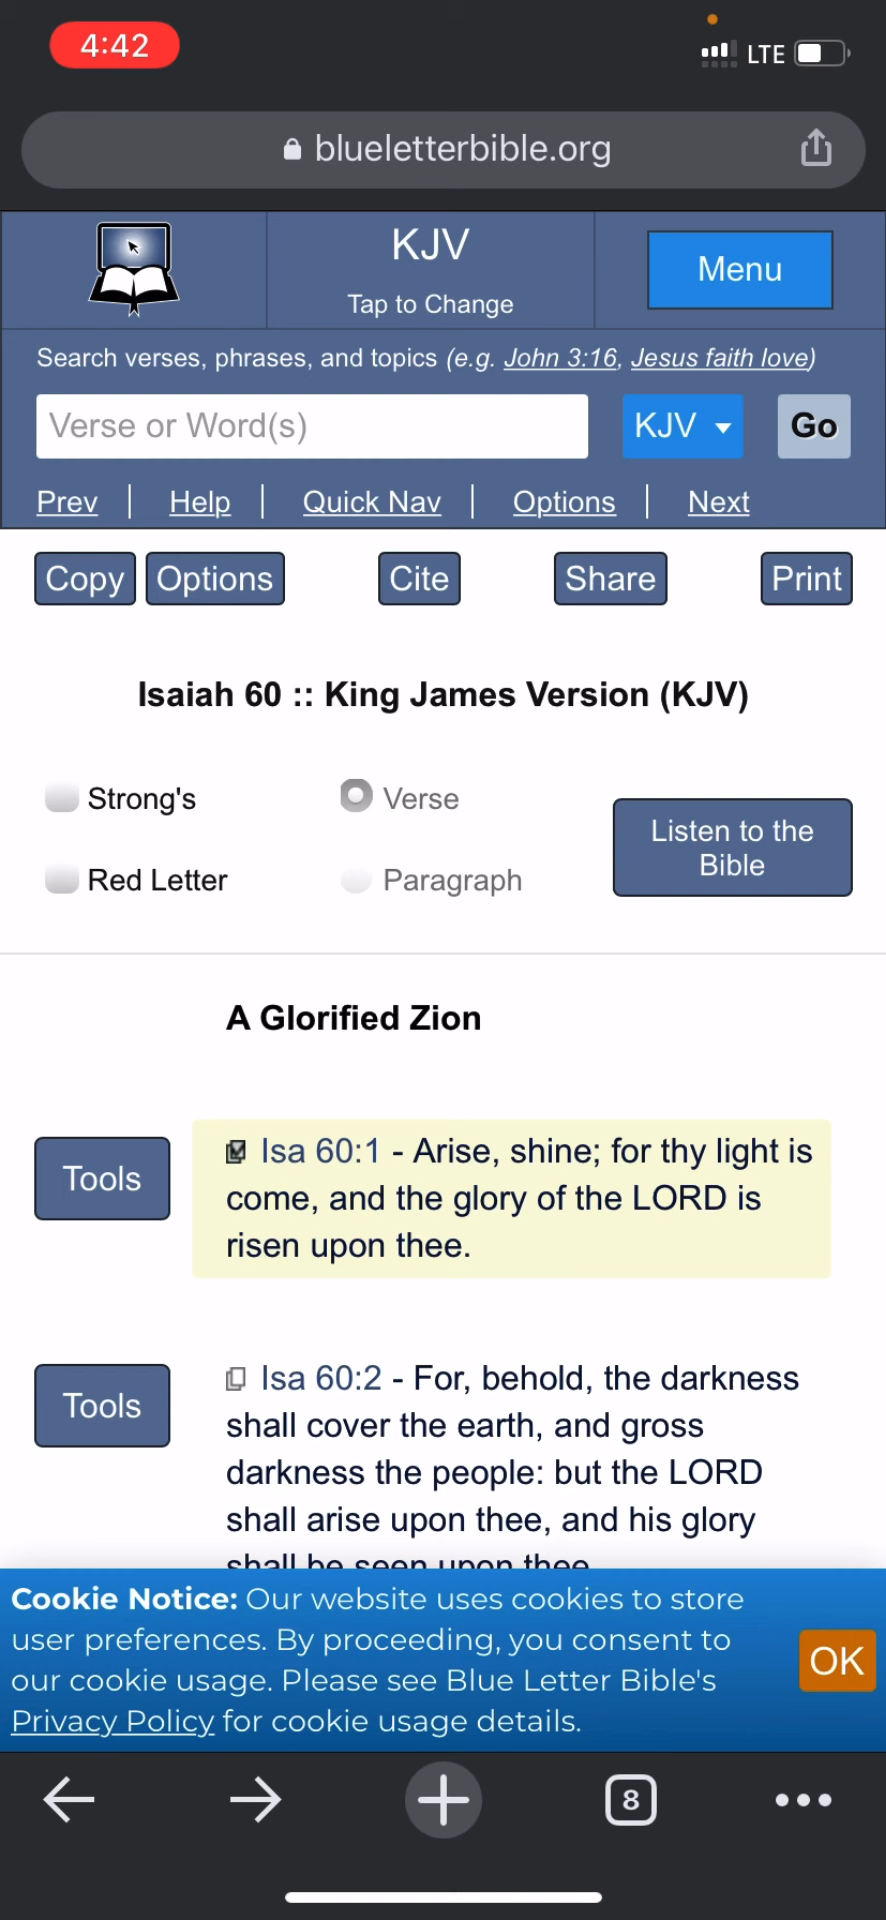 4:42
LTE
blueletterbible.org
KJV
Tap to Change
Menu
Search verses, phrases, and topics (e.g. John 3:16, Jesus faith love)
Verse or Word(s)
KJV
Go
Prev | Help | Quick Nav | Options | Next
Copy Options Cite Share Print
Isaiah 60 :: King James Version (KJV)
Strong's
Verse
Red Letter
Paragraph
Listen to the
Bible
A Glorified Zion
Tools
Isa 60:1 - Arise, shine; for thy light is
come, and the glory of the LORD is
risen upon thee.
Tools
Isa 60:2 - For, behold, the darkness
shall cover the earth, and gross
darkness the people: but the LORD
shall arise upon thee, and his glory
shall be seen upon thee
Cookie Notice: Our website uses cookies to store
user preferences. By proceeding, you consent to
our cookie usage. Please see Blue Letter Bible's
Privacy Policy for cookie usage details.
OK
8